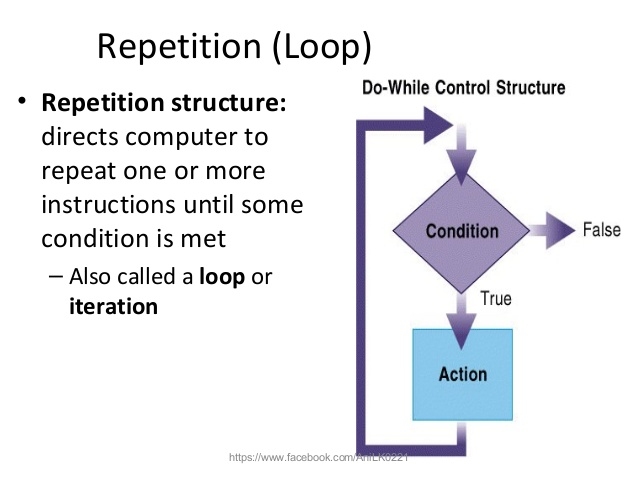 Repetition (Loop)
• Repetition structure:
directs computer to
repeat one or more
instructions until some
condition is met
– Also called a loop or
iteration
Do-While Control Structure
Condition
False
True
Action
https://www.facebook.com/AniLK0221